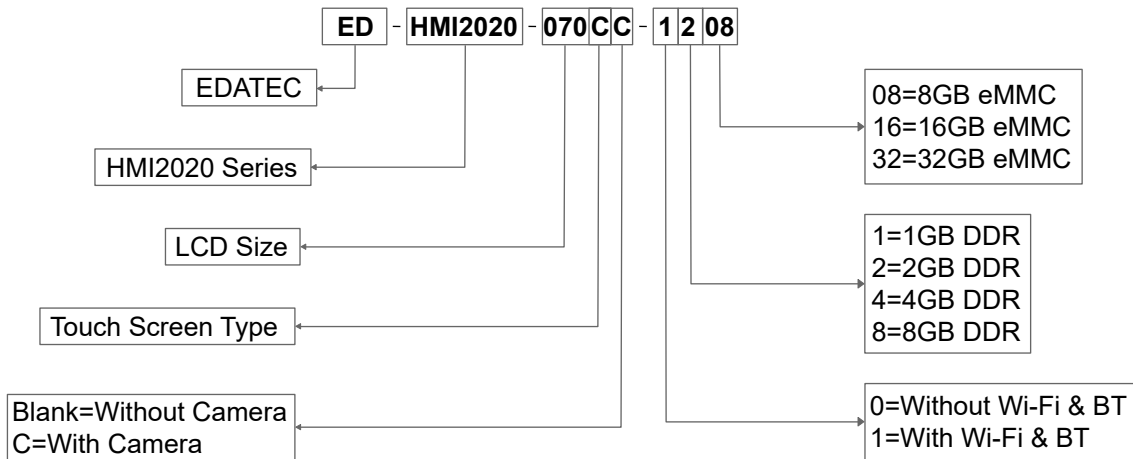 ED - HMI2020 - 070 C C - 1 2 08
EDATEC
HMI2020 Series
LCD Size
Touch Screen Type
Blank=Without Camera
C=With Camera
08=8GB eMMC
16=16GB eMMC
32=32GB eMMC
1=1GB DDR
2=2GB DDR
4=4GB DDR
8=8GB DDR
0=Without Wi-Fi & BT
1=With Wi-Fi & BT